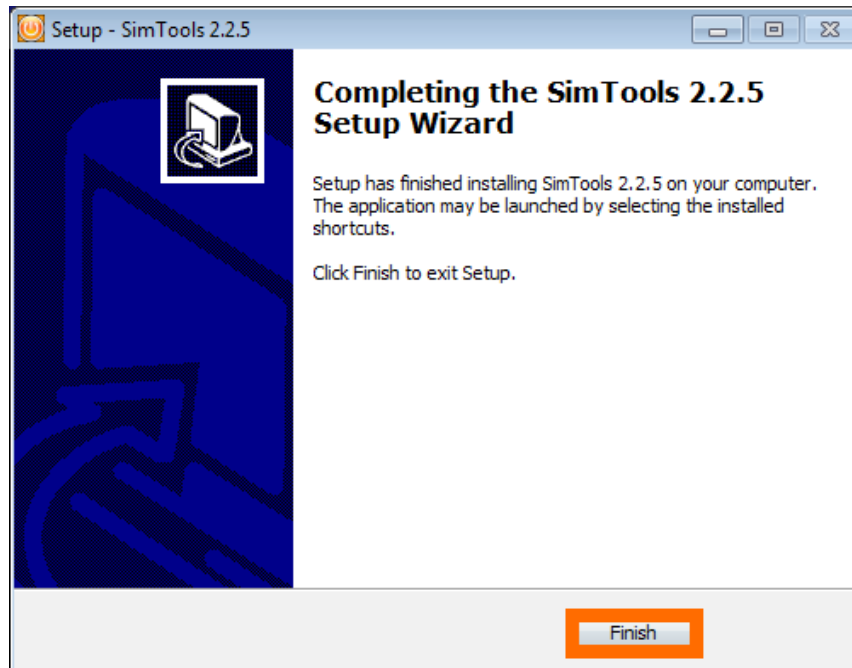 Setup - SimTools 2.2.5
Completing the SimTools 2.2.5
Setup Wizard
Setup has finished installing SimTools 2.2.5 on your computer.
The application may be launched by selecting the installed
shortcuts.
Click Finish to exit Setup.
Finish